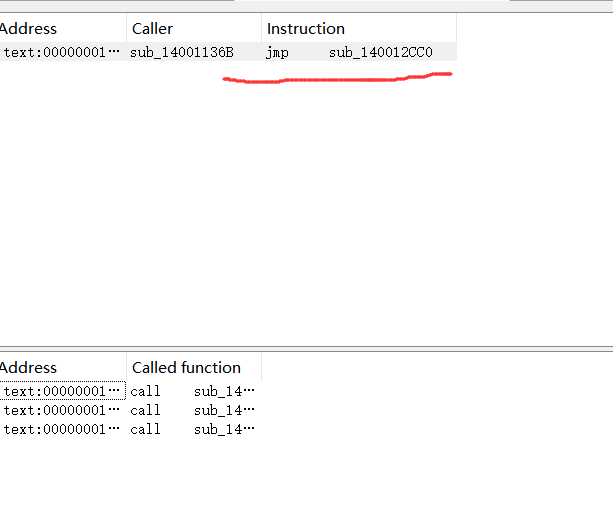 Address Caller Instruction
text:00000001… sub_14001136B jmp sub_140012CC0
Address Called function
text:00000001… call sub_14…
text:00000001… call sub_14…
text:00000001… call sub_14…